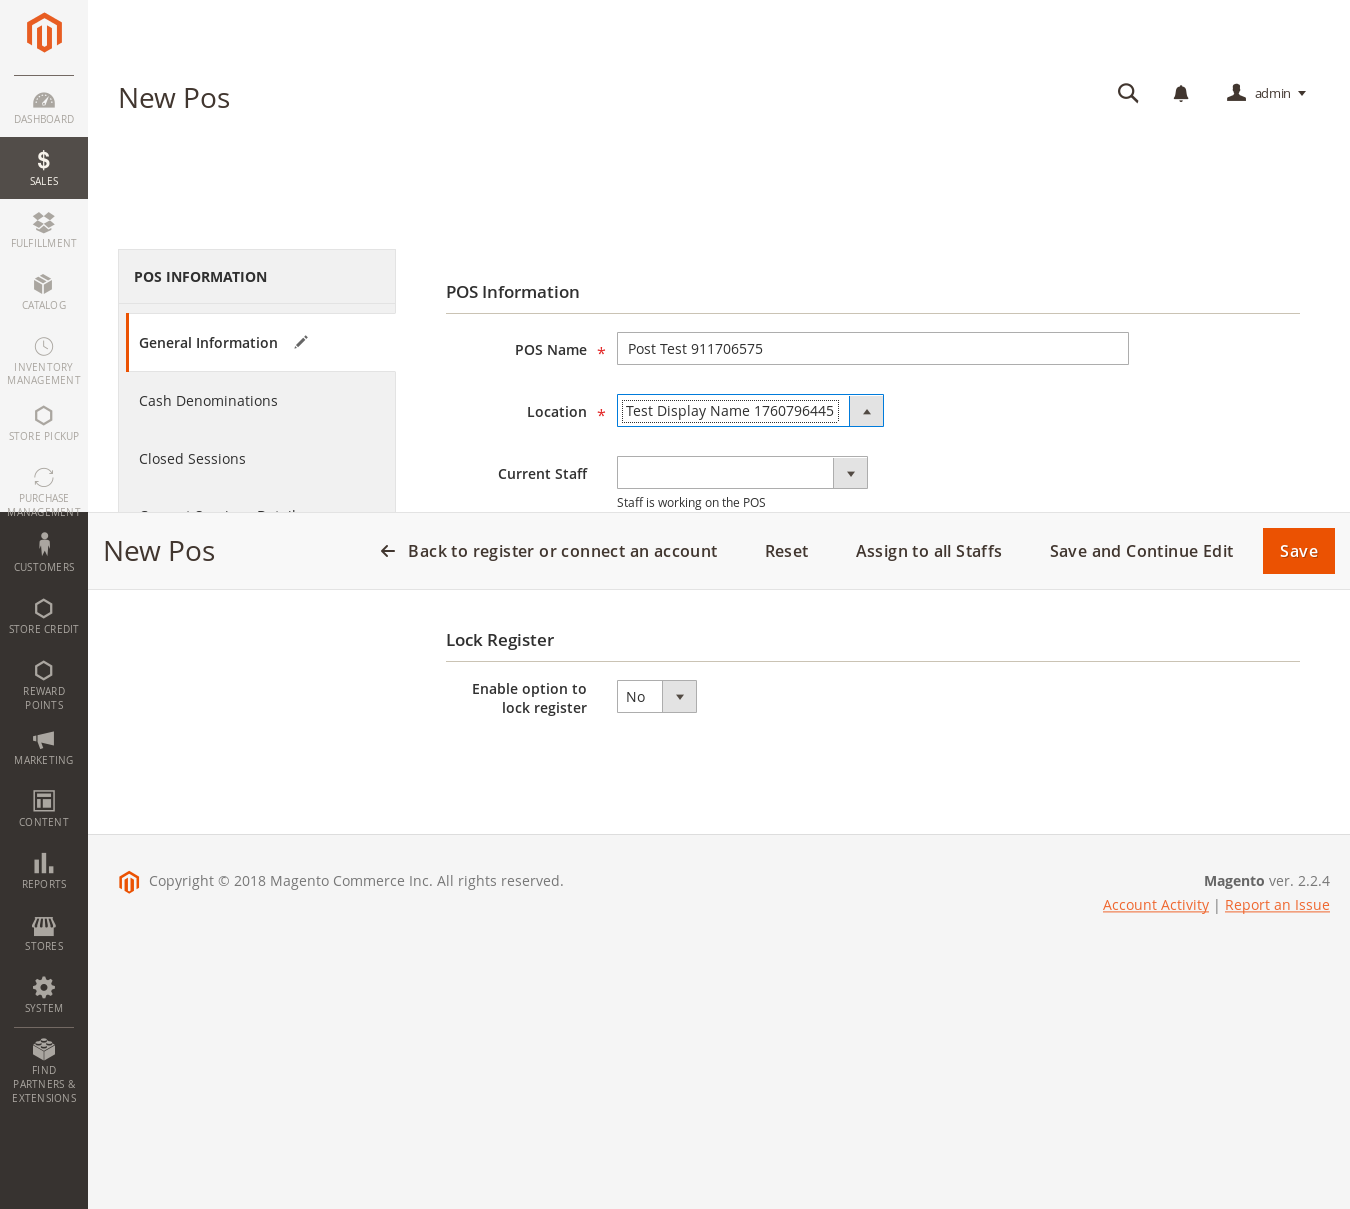 New Pos
admin
DASHBOARD
SALES
FULFILLMENT
CATALOG
INVENTORY
MANAGEMENT
STORE PICKUP
PURCHASE
MANAGEMENT
CUSTOMERS
STORE CREDIT
REWARD
POINTS
MARKETING
CONTENT
REPORTS
STORES
SYSTEM
FIND
PARTNERS &
EXTENSIONS
POS INFORMATION
General Information
Cash Denominations
Closed Sessions
POS Information
POS Name * Post Test 911706575
Location * Test Display Name 1760796445
Current Staff
Staff is working on the POS
New Pos
Back to register or connect an account
Reset
Assign to all Staffs
Save and Continue Edit
Save
Lock Register
Enable option to
lock register
No
Copyright © 2018 Magento Commerce Inc. All rights reserved.
Magento ver. 2.2.4
Account Activity | Report an Issue